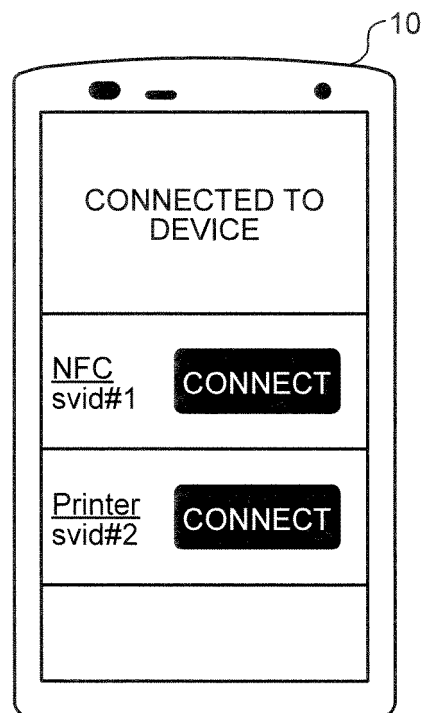 10
CONNECTED TO
DEVICE
NFC
svid#1
CONNECT
Printer
svid#2
CONNECT